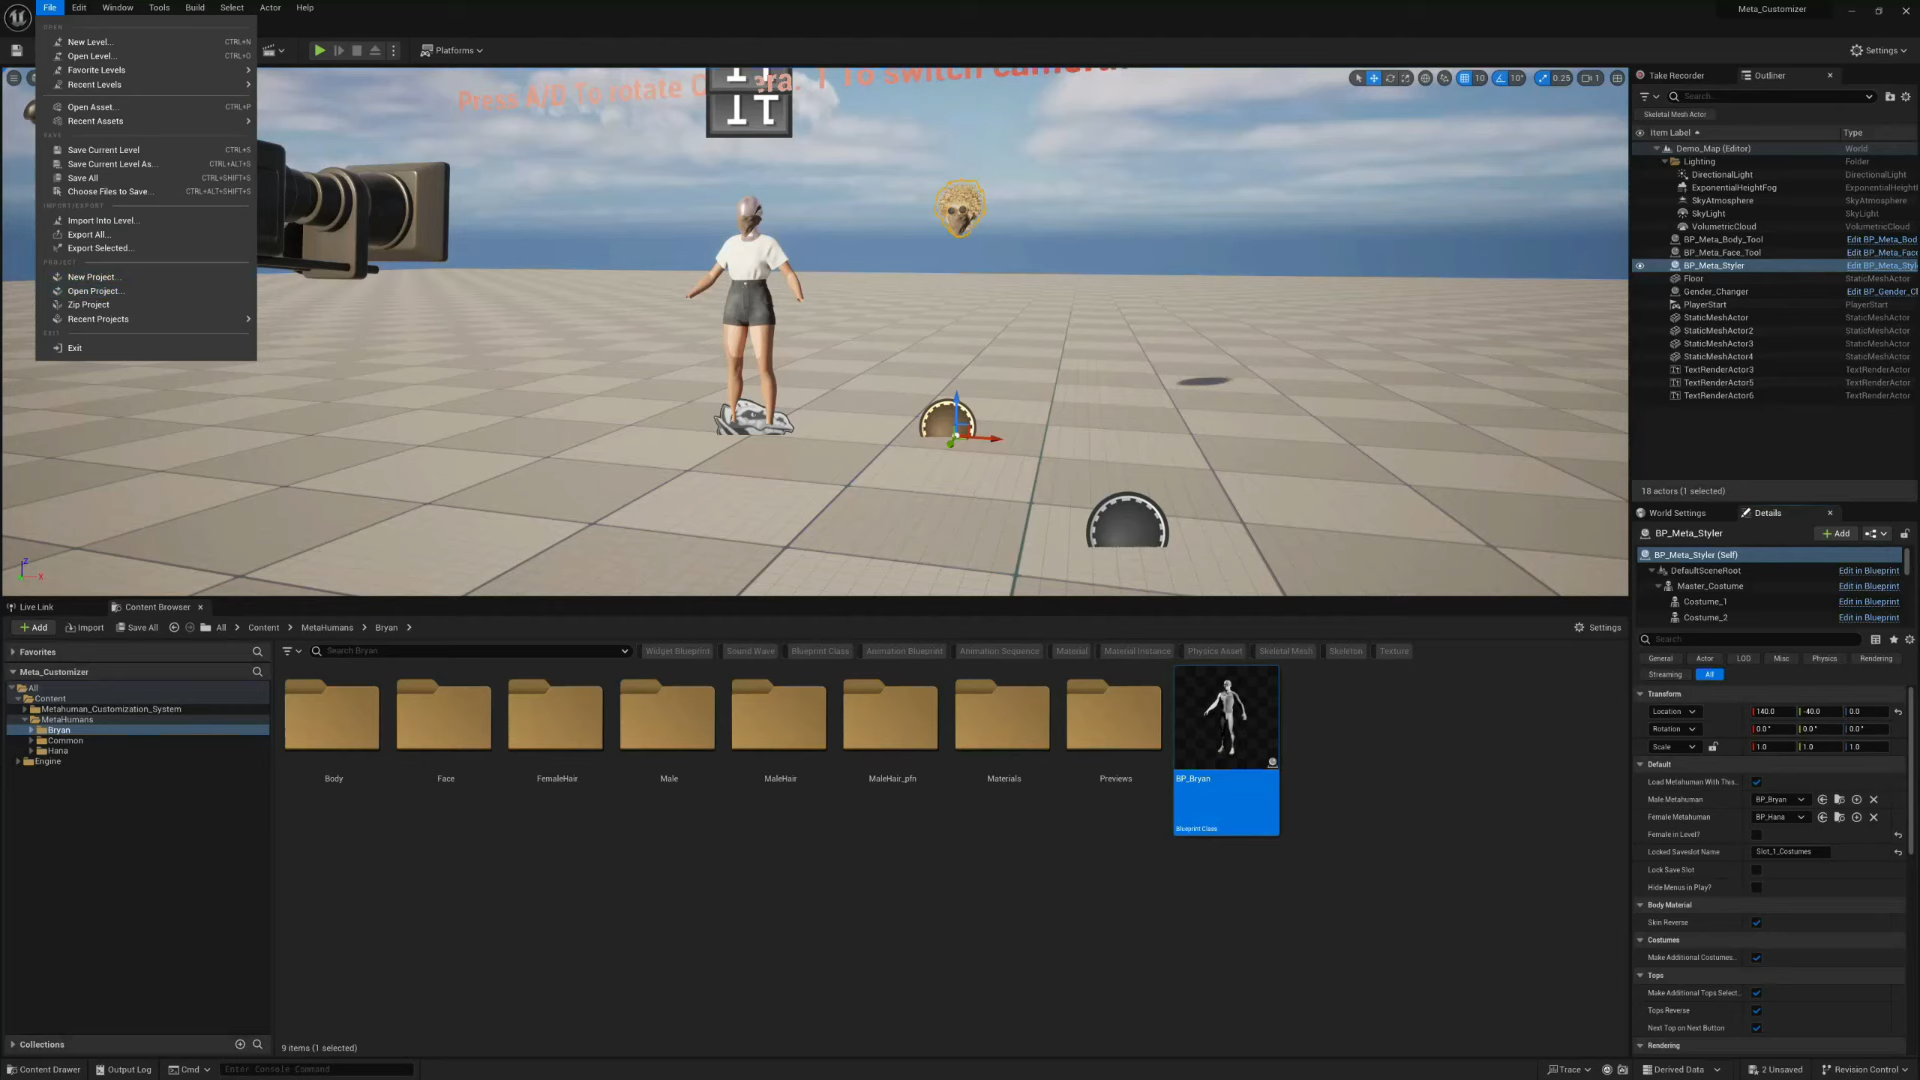 File Edit Window Tools Build Select Actor Help
Meta_Customizer
OPEN
New Level... CTRL+N
Open Level... CTRL+O
Favorite Levels
Recent Levels
Open Asset... CTRL+P
Recent Assets
SAVE
Save Current Level CTRL+S
Save Current Level As... CTRL+ALT+S
Save All CTRL+SHIFT+S
Choose Files to Save... CTRL+ALT+SHIFT+S
IMPORT/EXPORT
Import Into Level...
Export All...
Export Selected...
PROJECT
New Project...
Open Project...
Zip Project
Recent Projects
EXIT
Exit
Platforms
Settings
Press A/D To rotate
To switch
10 10° 0.25 1
Take Recorder Outliner
Search...
Skeletal Mesh Actor
Item Label Type
Demo_Map (Editor) World
Lighting Folder
DirectionalLight DirectionalLight
ExponentialHeightFog ExponentialHeight
SkyAtmosphere SkyAtmosphere
SkyLight SkyLight
VolumetricCloud VolumetricCloud
BP_Meta_Body_Tool Edit BP_Meta_Bod
BP_Meta_Face_Tool Edit BP_Meta_Face
BP_Meta_Styler Edit BP_Meta_Styl
Floor StaticMeshActor
Gender_Changer Edit BP_Gender_C
PlayerStart PlayerStart
StaticMeshActor StaticMeshActor
StaticMeshActor2 StaticMeshActor
StaticMeshActor3 StaticMeshActor
StaticMeshActor4 StaticMeshActor
TextRenderActor3 TextRenderActor
TextRenderActor5 TextRenderActor
TextRenderActor6 TextRenderActor
18 actors (1 selected)
World Settings Details
BP_Meta_Styler Add
BP_Meta_Styler (Self)
DefaultSceneRoot Edit in Blueprint
Master_Costume Edit in Blueprint
Costume_1 Edit in Blueprint
Costume_2 Edit in Blueprint
Search
General Actor LOD Misc Physics Rendering
Streaming All
Transform
Location 140.0 -40.0 0.0
Rotation 0.0° 0.0° 0.0°
Scale 1.0 1.0 1.0
Default
Load Metahuman With This...
Male Metahuman BP_Bryan
Female Metahuman BP_Hana
Female in Level?
Locked Saveslot Name Slot_1_Costumes
Lock Save Slot
Hide Menus in Play?
Body Material
Skin Reverse
Costumes
Make Additional Costumes...
Tops
Make Additional Tops Select...
Tops Reverse
Next Top on Next Button
Rendering
Live Link Content Browser
Add Import Save All All Content MetaHumans Bryan Settings
Favorites
Meta_Customizer
All
Content
Metahuman_Customization_System
MetaHumans
Bryan
Common
Hana
Engine
Collections
Search Bryan
Widget Blueprint Sound Wave Blueprint Class Animation Blueprint Animation Sequence Material Material Instance Physics Asset Skeletal Mesh Skeleton Texture
Body Face FemaleHair Male MaleHair MaleHair_pfn Materials Previews BP_Bryan
Blueprint Class
9 items (1 selected)
Content Drawer Output Log Cmd Enter Console Command Trace Derived Data 2 Unsaved Revision Control